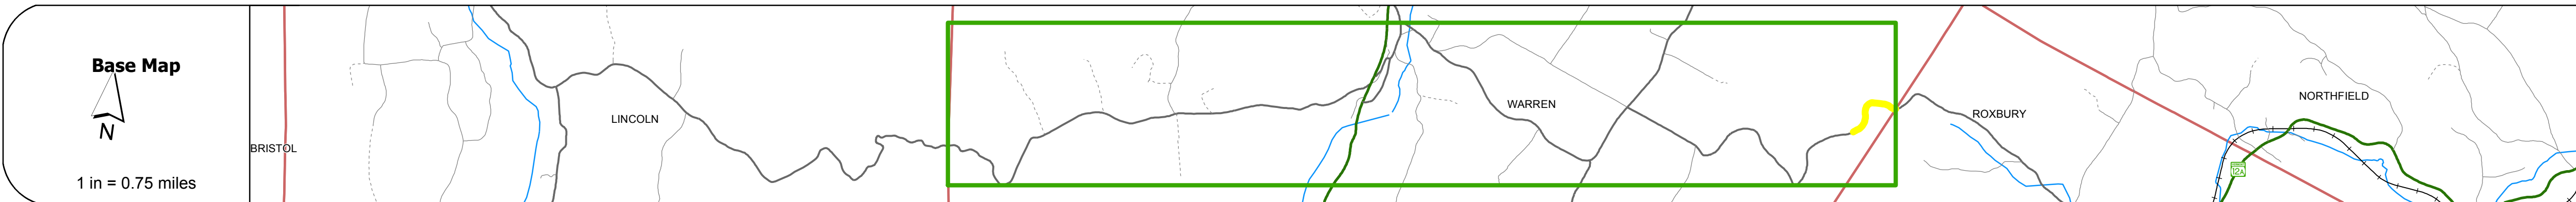 Base Map
N
1 in = 0.75 miles
BRISTOL
LINCOLN
WARREN
ROXBURY
NORTHFIELD
12A